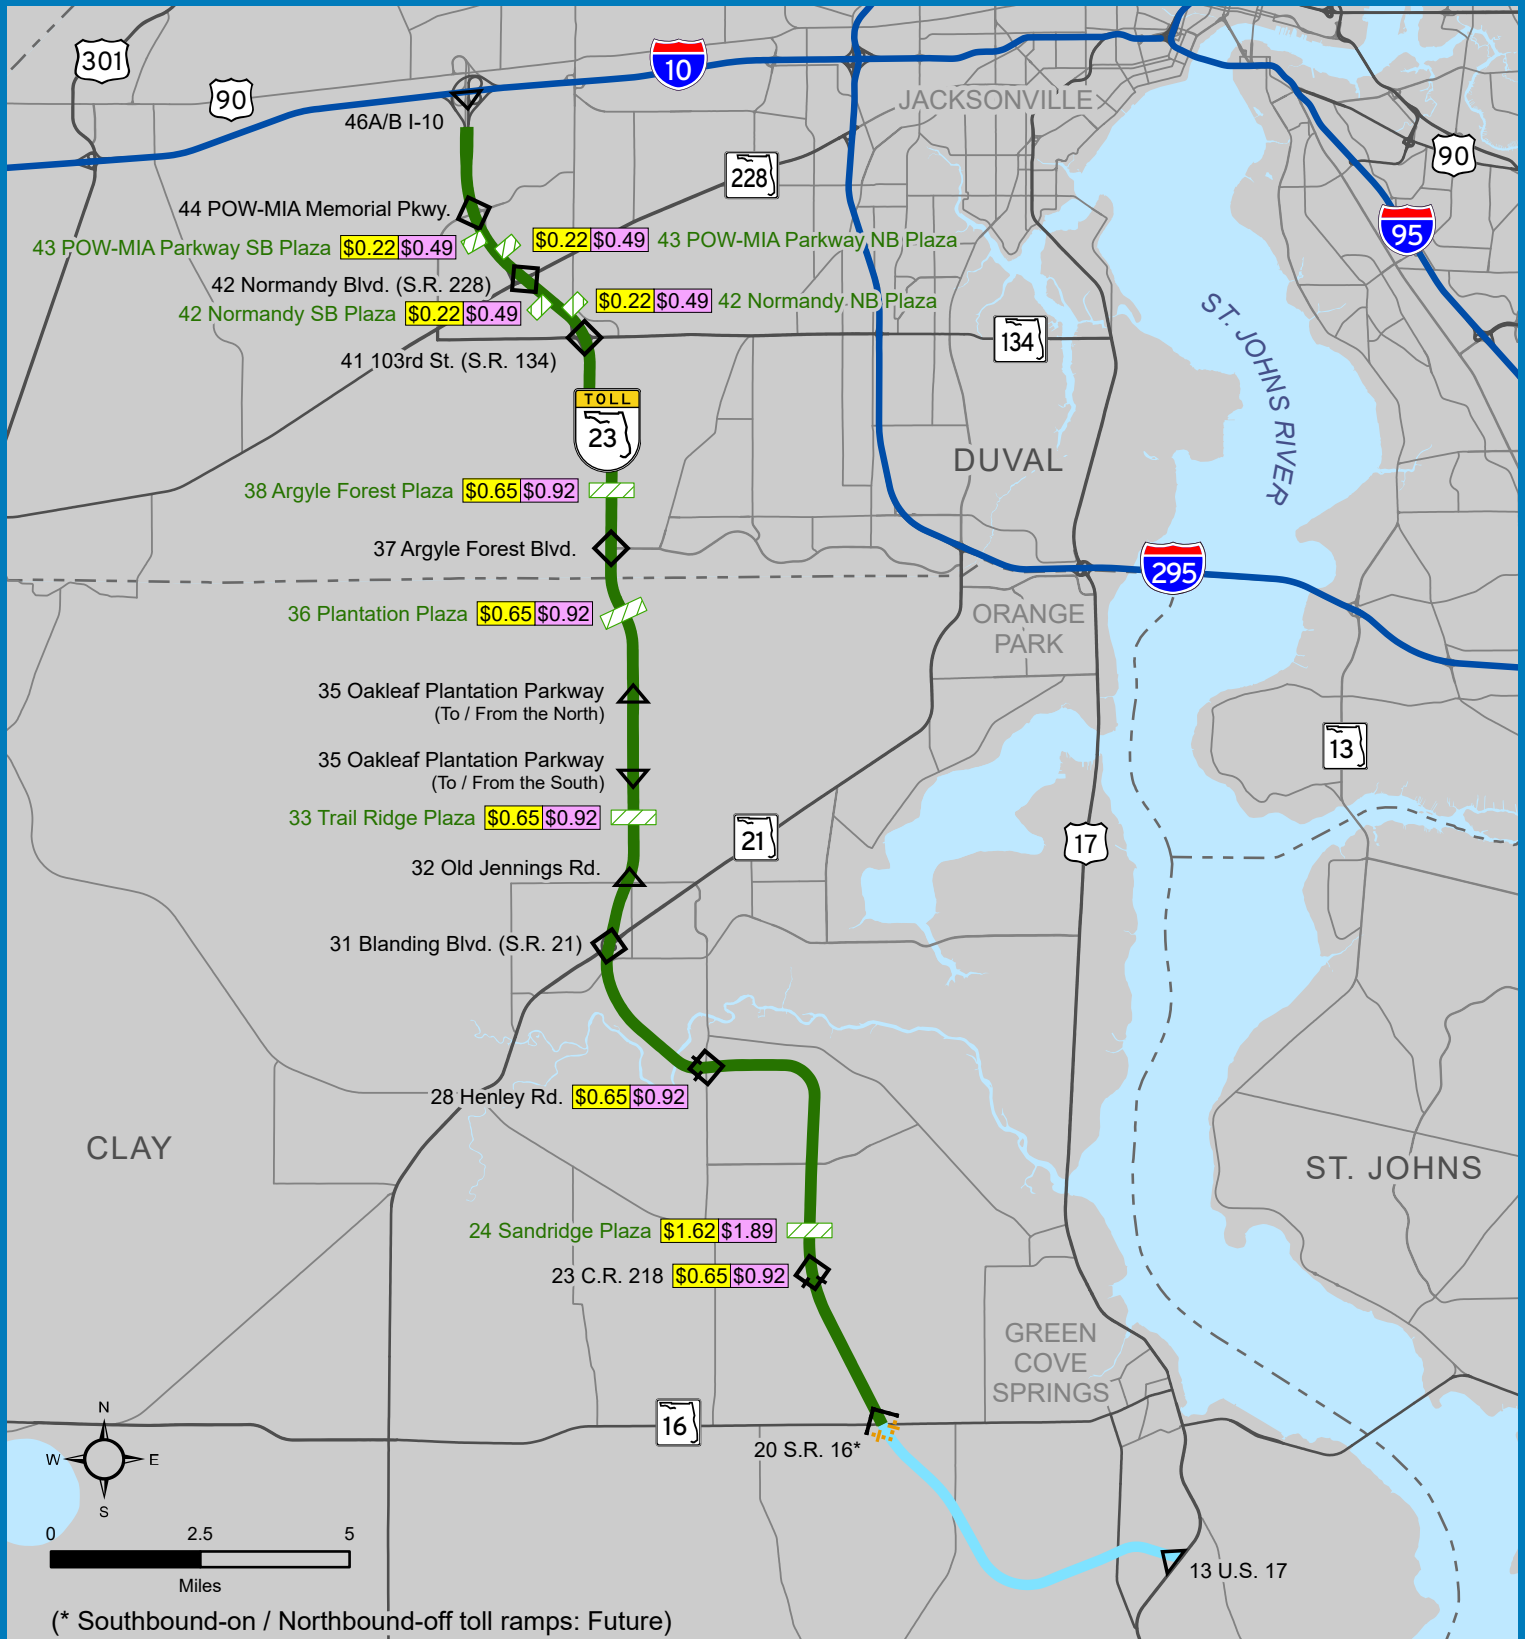 301
10
90
46A/B I-10
JACKSONVILLE
90
228
95
44 POW-MIA Memorial Pkwy.
43 POW-MIA Parkway SB Plaza $0.22 $0.49
$0.22 $0.49 43 POW-MIA Parkway NB Plaza
42 Normandy Blvd. (S.R. 228)
42 Normandy SB Plaza $0.22 $0.49
$0.22 $0.49 42 Normandy NB Plaza
ST. JOHNS RIVER
134
41 103rd St. (S.R. 134)
TOLL
23
DUVAL
38 Argyle Forest Plaza $0.65 $0.92
37 Argyle Forest Blvd.
295
36 Plantation Plaza $0.65 $0.92
ORANGE
PARK
35 Oakleaf Plantation Parkway
(To / From the North)
13
35 Oakleaf Plantation Parkway
(To / From the South)
33 Trail Ridge Plaza $0.65 $0.92
21
17
32 Old Jennings Rd.
31 Blanding Blvd. (S.R. 21)
28 Henley Rd. $0.65 $0.92
CLAY
ST. JOHNS
24 Sandridge Plaza $1.62 $1.89
23 C.R. 218 $0.65 $0.92
GREEN
COVE
SPRINGS
16
20 S.R. 16*
N
W E
S
0 2.5 5
Miles
13 U.S. 17
(* Southbound-on / Northbound-off toll ramps: Future)